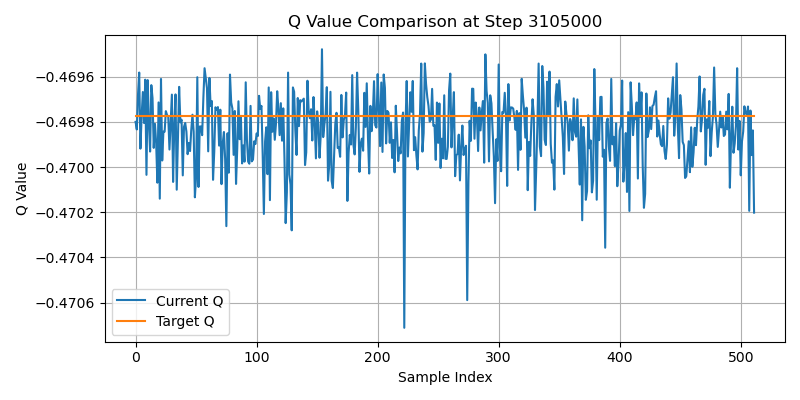 Q Value Comparison at Step 3105000
Q Value
−0.4696
−0.4698
−0.4700
−0.4702
−0.4704
−0.4706
Current Q
Target Q
0
100
200
300
400
500
Sample Index